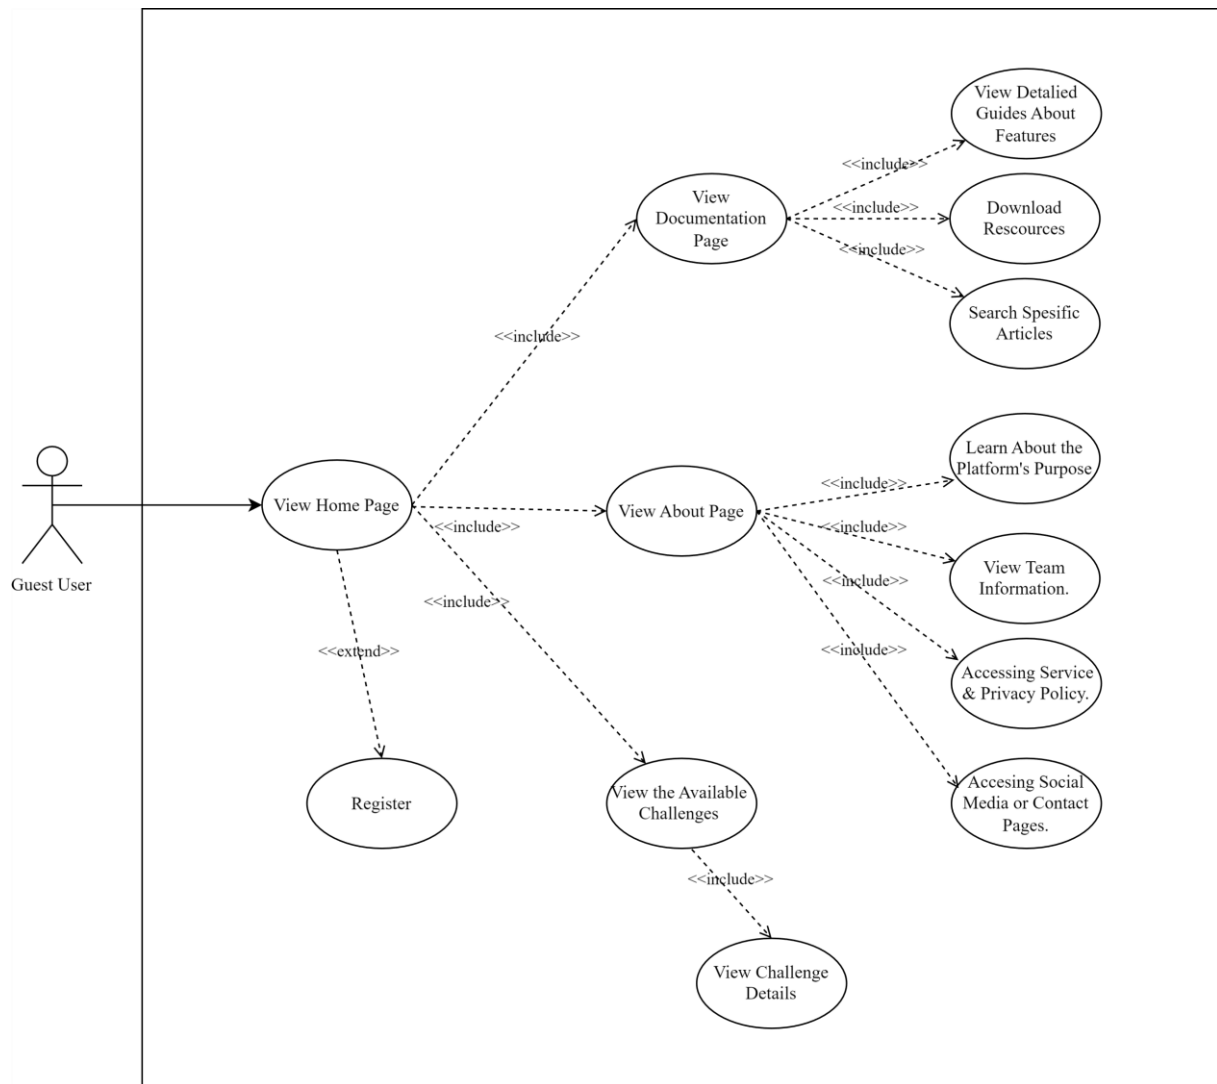 View Detalied
Guides About
Features
<<include>>
View
Documentation
Page
<<include>>
Download
Rescources
<<include>>
Search Spesific
Articles
<<include>>
Learn About the
Platform's Purpose
<<include>>
Guest User
View Home Page
<<include>>
View About Page
<<include>>
View Team
Information.
<<include>>
<<include>>
Accessing Service
& Privacy Policy.
<<extend>>
<<include>>
Register
View the Available
Challenges
Accesing Social
Media or Contact
Pages.
<<include>>
View Challenge
Details